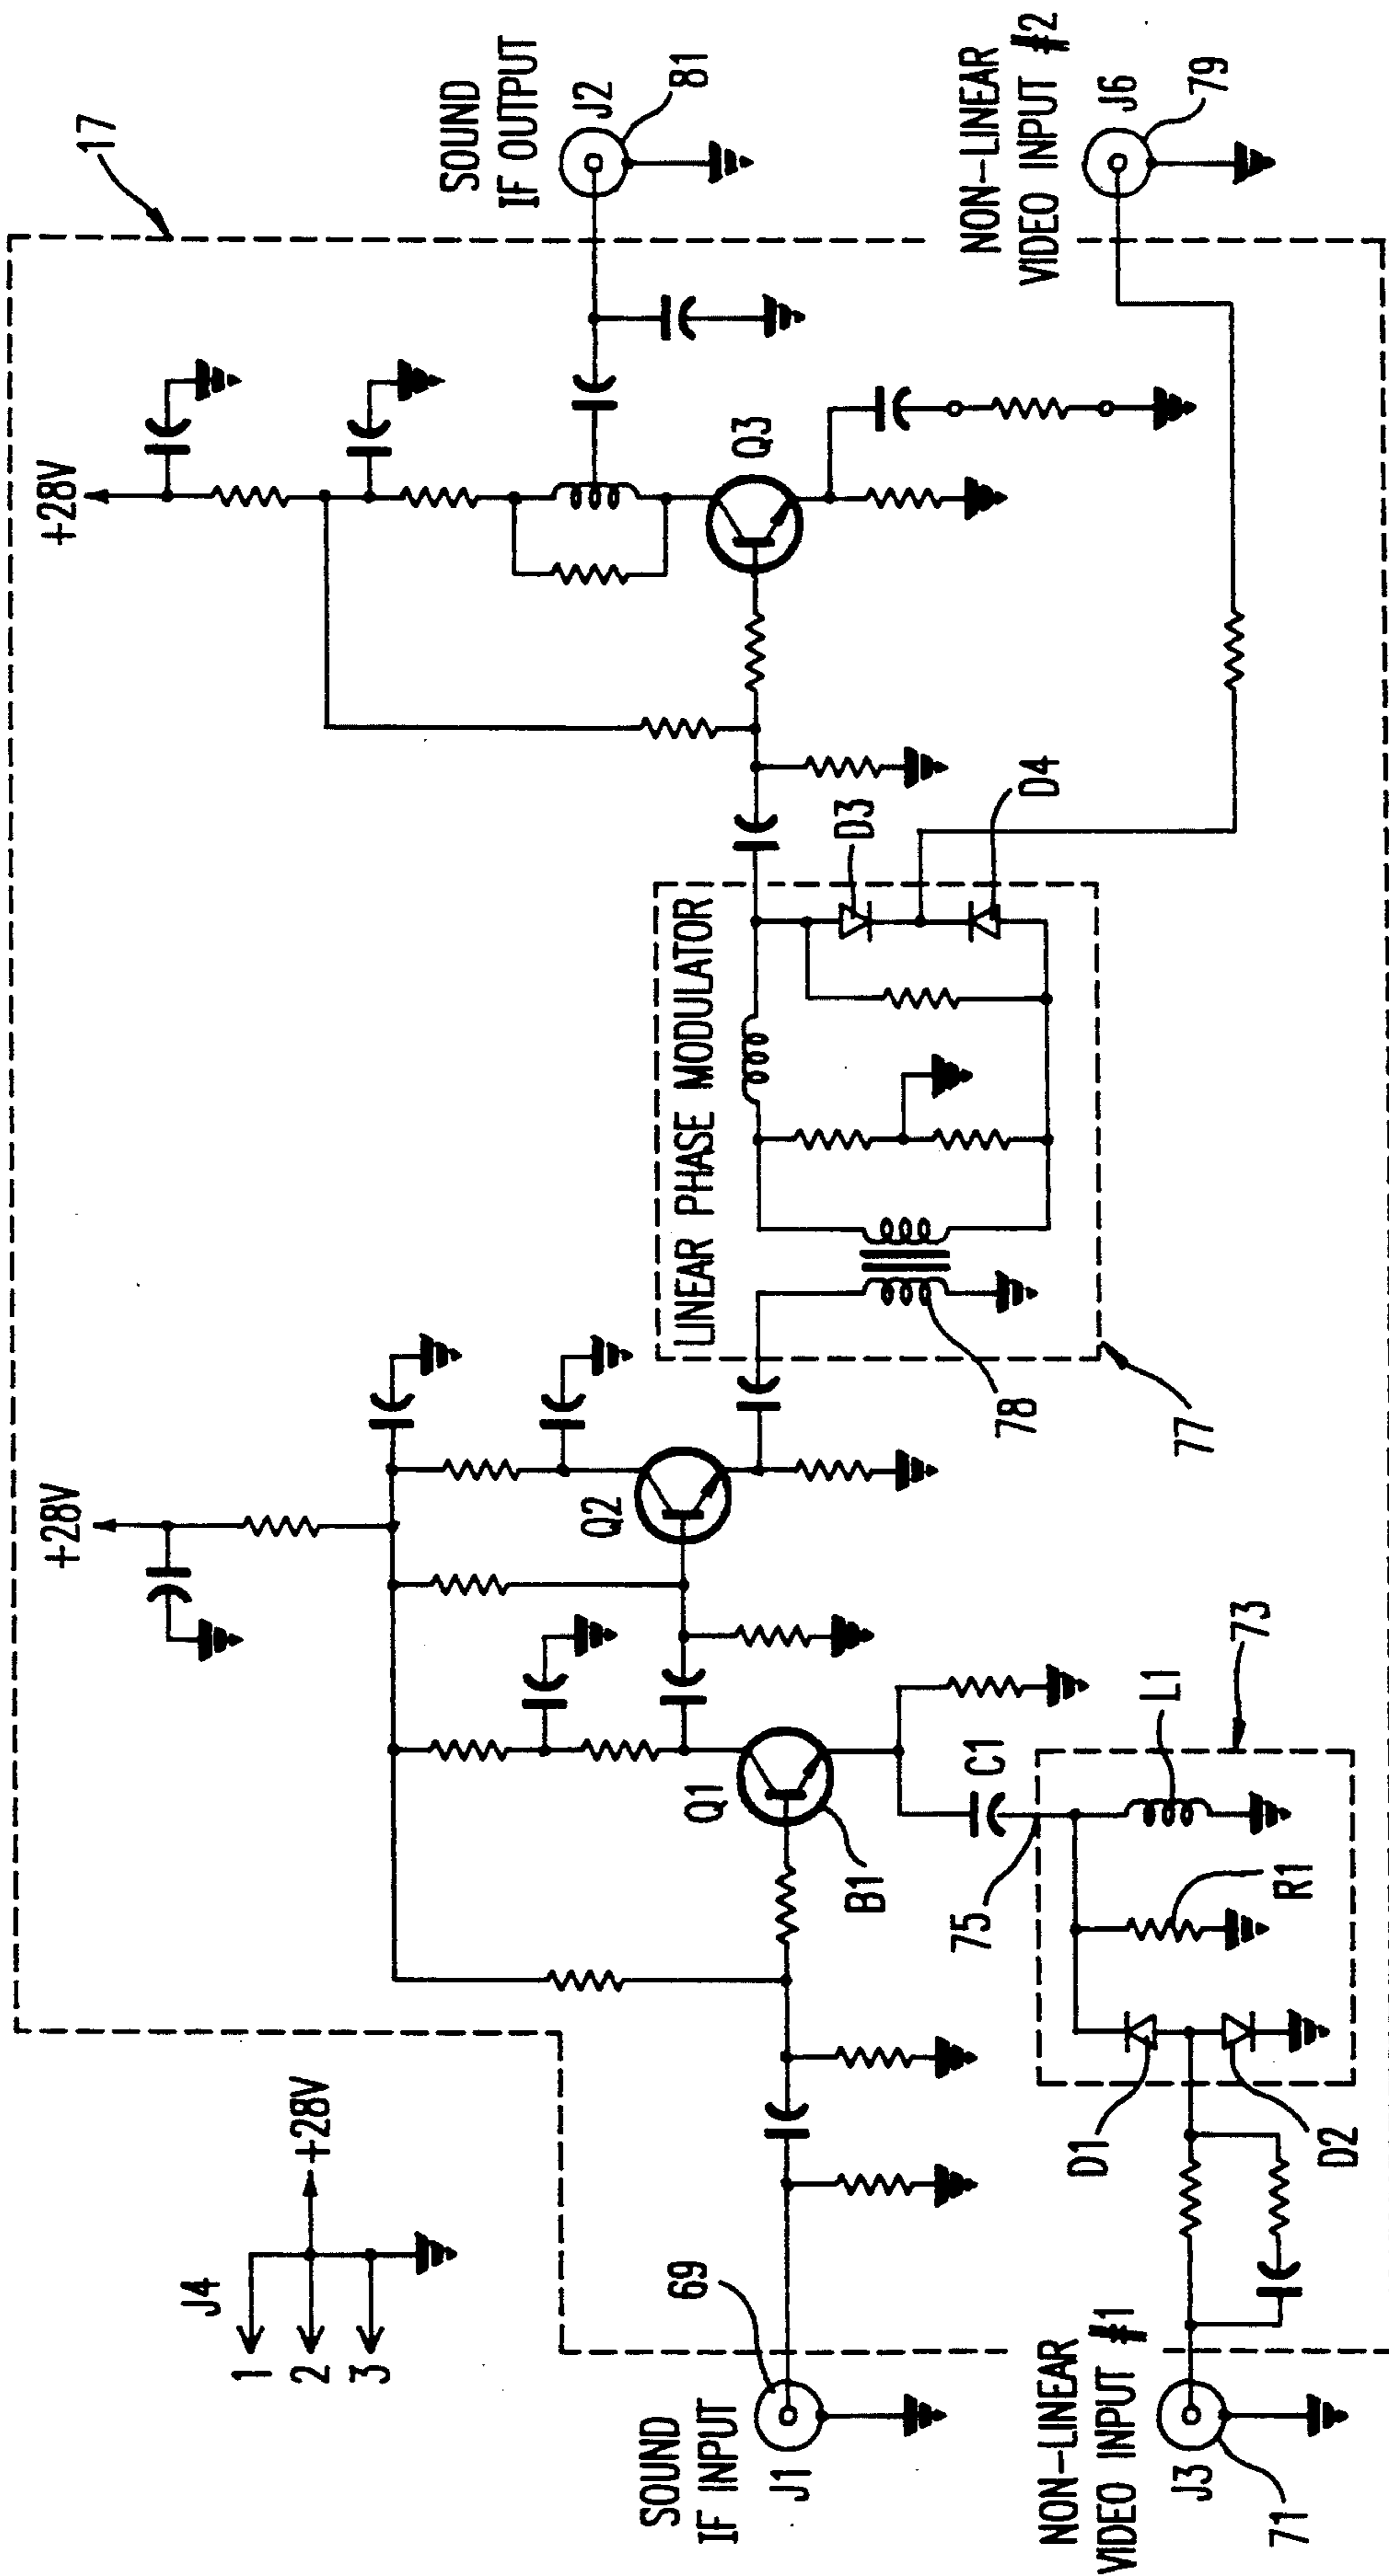 17
+28V
+28V
SOUND
IF OUTPUT
J2
81
J4
1
2
3
+28V
Q3
Q2
LINEAR PHASE MODULATOR
D3
D4
78
77
NON-LINEAR
VIDEO INPUT #2
J6
79
SOUND
IF INPUT
J1
69
Q1
B1
C1
75
73
L1
R1
D1
D2
NON-LINEAR
VIDEO INPUT #1
J3
71